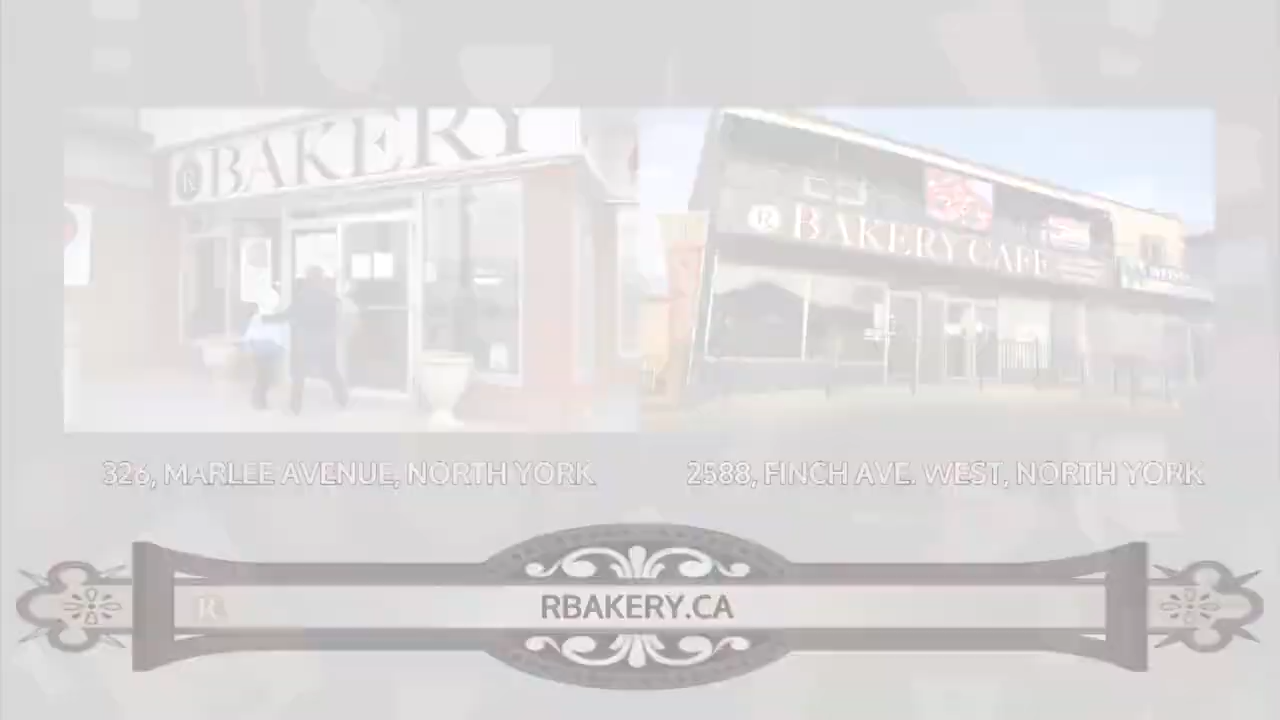 R BAKERY
R BAKERY CAFE
326, MARLEE AVENUE, NORTH YORK
2588, FINCH AVE. WEST, NORTH YORK
R
RBAKERY.CA